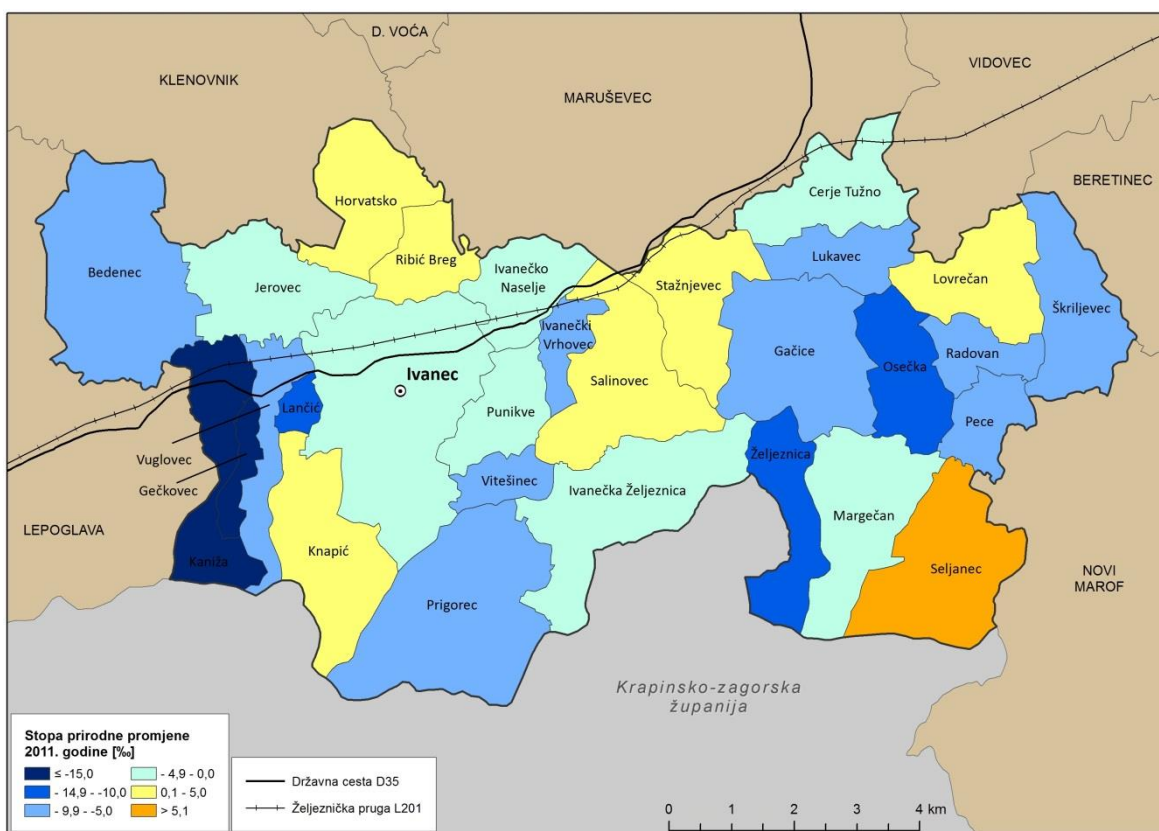 D. VOĆA
KLENOVNIK
VIDOVEC
MARUŠEVEC
BERETINEC
Cerje Tužno
Horvatsko
Ribić Breg
Ivanečko
Naselje
Lukavec
Bedenec
Jerovec
Stažnjevec
Lovrečan
Škriljevec
Ivanečki
Vrhovec
Gačice
Radovan
Osečka
Ivanec
Salinovec
Lančić
Punikve
Pece
Željeznica
Vuglovec
Gečkovec
Vitešinec
Ivanečka Željeznica
Margečan
LEPOGLAVA
Knapić
Kaniža
Seljanec
NOVI
MAROF
Prigorec
Krapinsko-zagorska
županija
Stopa prirodne promjene
2011. godine [‰]
≤ -15,0
- 4,9 - 0,0
- 14,9 - -10,0
0,1 - 5,0
- 9,9 - -5,0
> 5,1
Državna cesta D35
Željeznička pruga L201
0 1 2 4 km